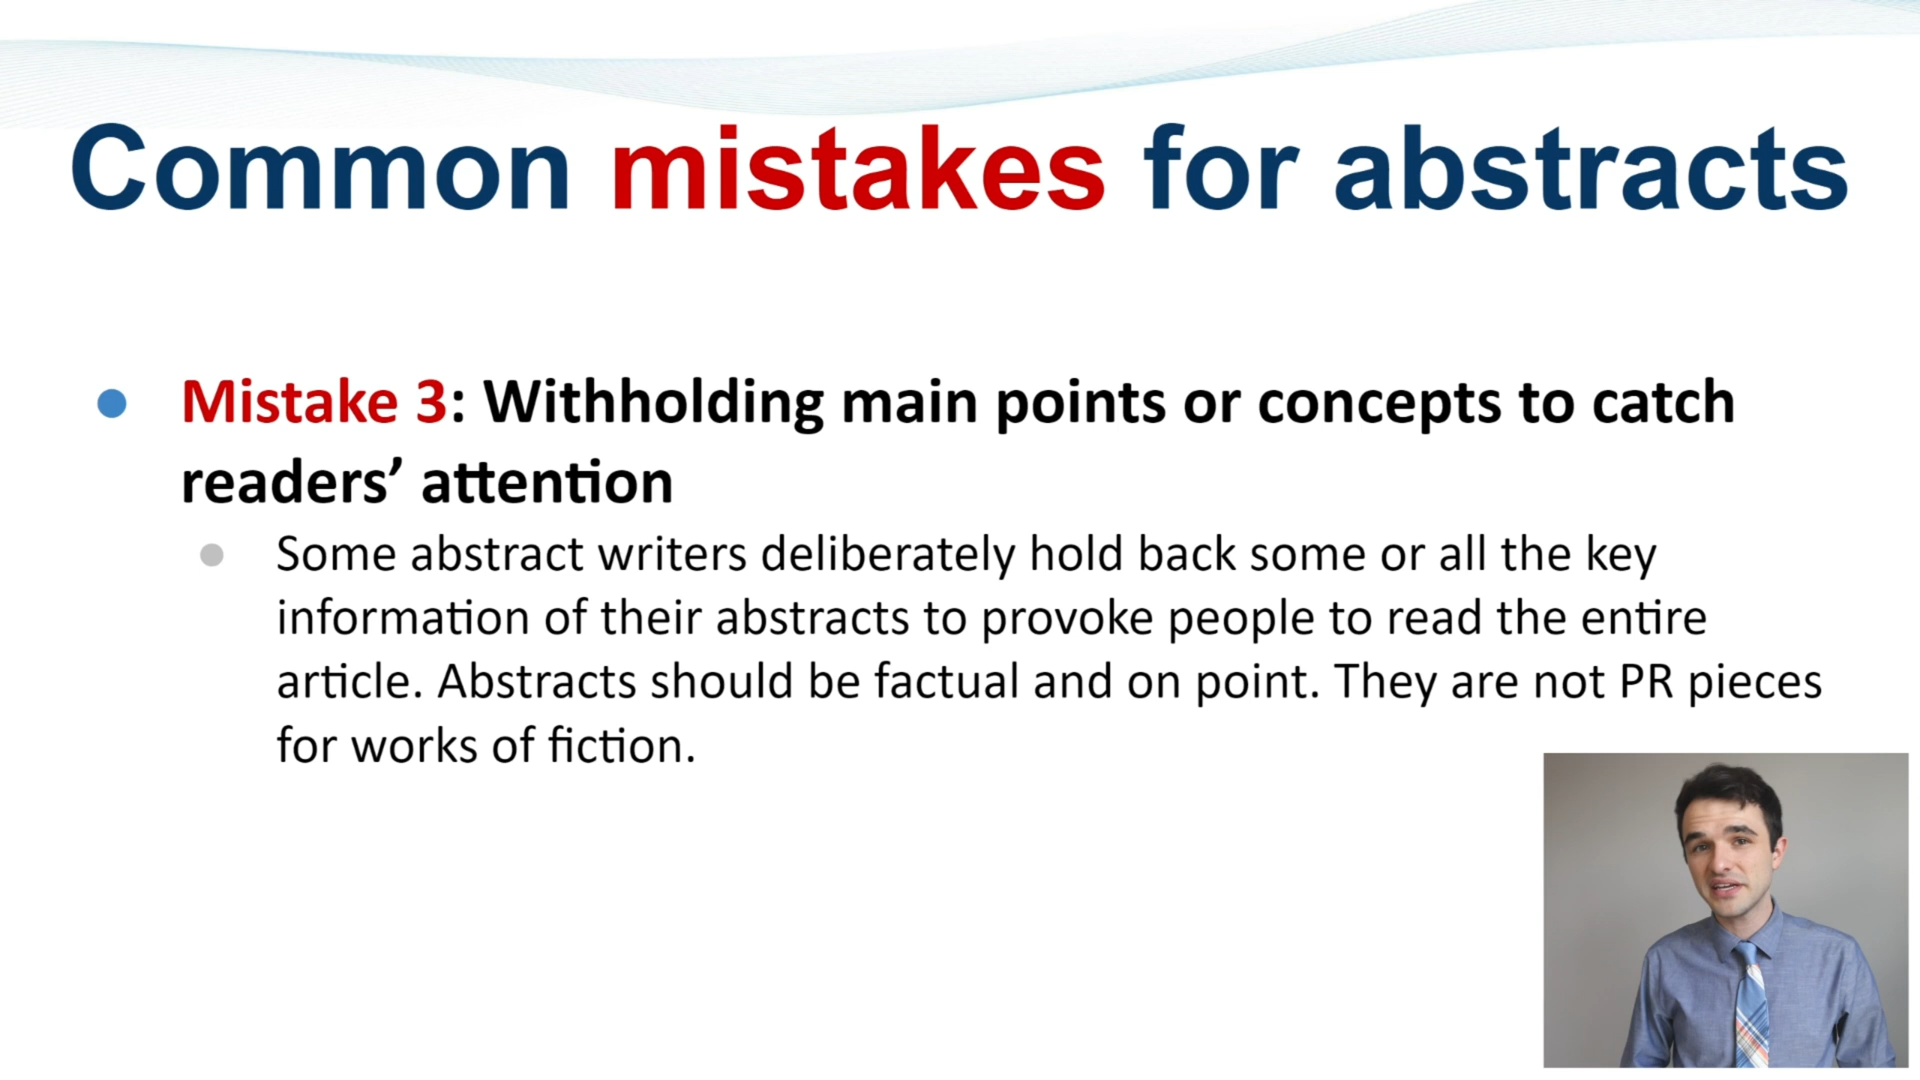 Common mistakes for abstracts
Mistake 3: Withholding main points or concepts to catch
readers’ attention
Some abstract writers deliberately hold back some or all the key
information of their abstracts to provoke people to read the entire
article. Abstracts should be factual and on point. They are not PR pieces
for works of fiction.